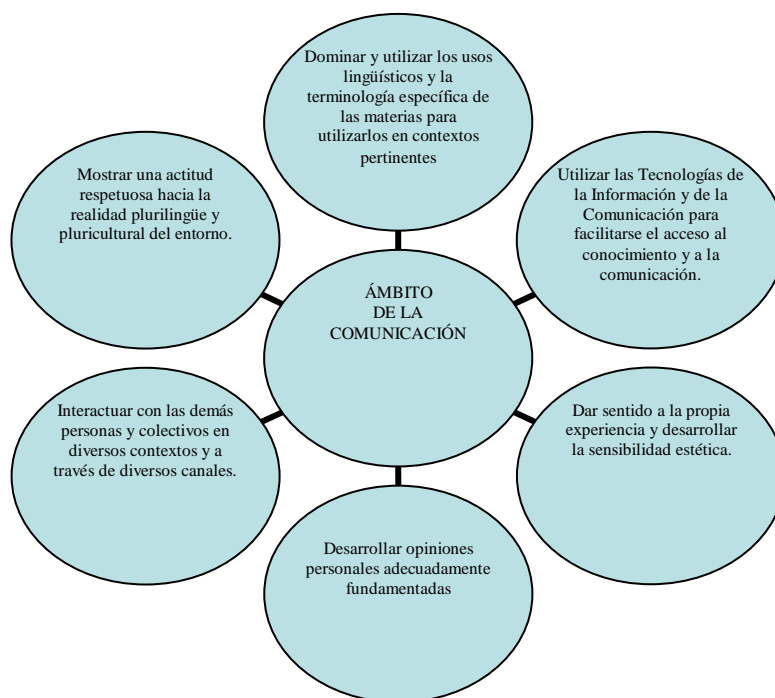 Dominar y utilizar los usos
lingüísticos y la
terminología específica de
las materias para
utilizarlos en contextos
pertinentes
Mostrar una actitud
respetuosa hacia la
realidad plurilingüe y
pluricultural del entorno.
Utilizar las Tecnologías de
la Información y de la
Comunicación para
facilitarse el acceso al
conocimiento y a la
comunicación.
ÁMBITO
DE LA
COMUNICACIÓN
Interactuar con las demás
personas y colectivos en
diversos contextos y a
través de diversos canales.
Dar sentido a la propia
experiencia y desarrollar
la sensibilidad estética.
Desarrollar opiniones
personales adecuadamente
fundamentadas